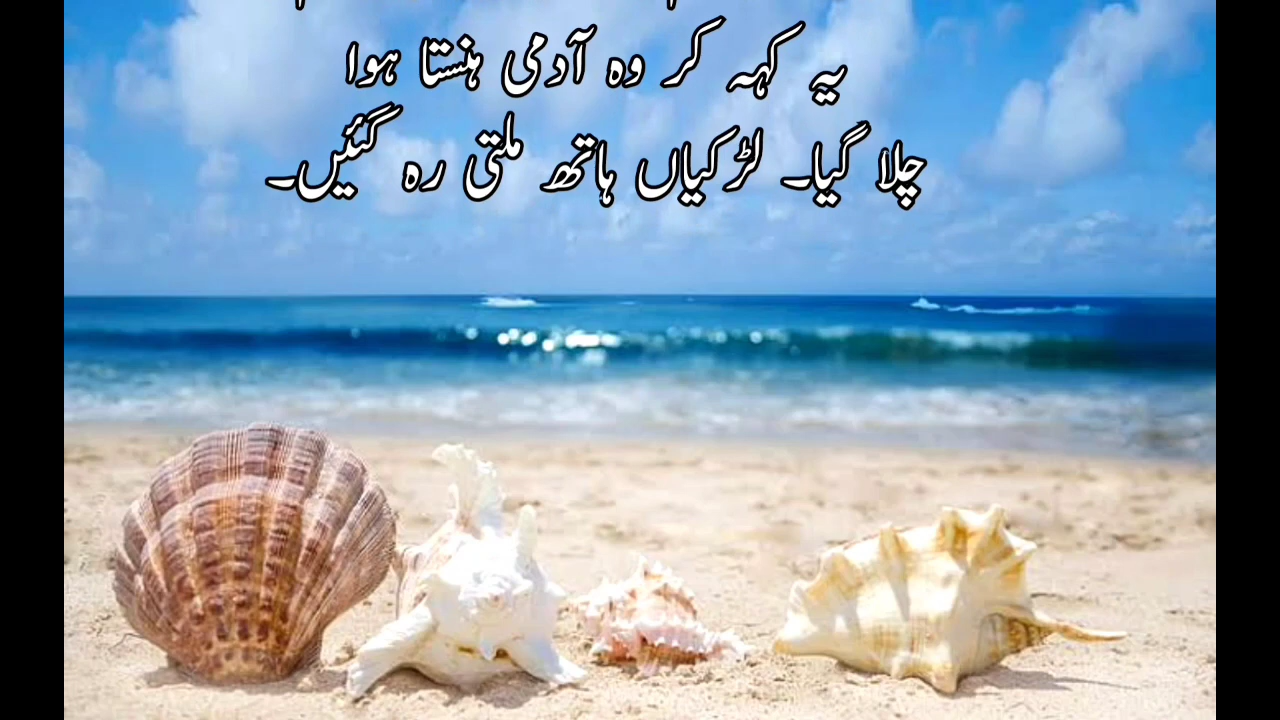 یہ کہہ کر وہ آدمی ہنستا ہوا
چلا گیا۔ لڑکیاں ہاتھ ملتی رہ گئیں۔